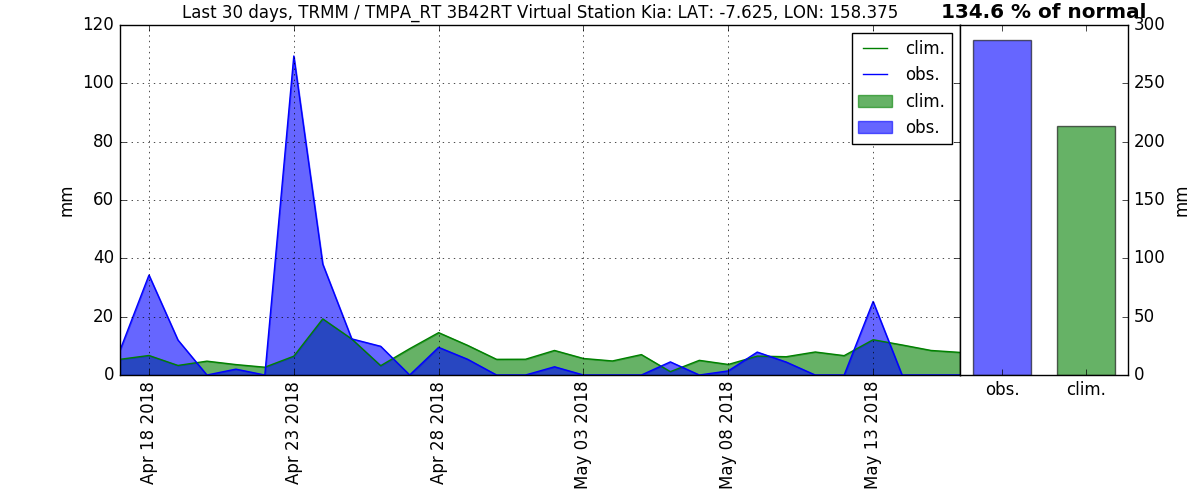 Last 30 days, TRMM / TMPA_RT 3B42RT Virtual Station Kia: LAT: -7.625, LON: 158.375
134.6 % of normal
120
100
80
60
40
20
0
mm
clim.
obs.
clim.
obs.
Apr 18 2018
Apr 23 2018
Apr 28 2018
May 03 2018
May 08 2018
May 13 2018
300
250
200
150
100
50
0
mm
obs.
clim.